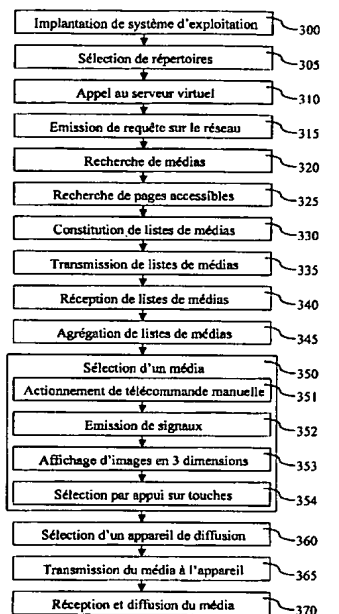 Implantation de système d'exploitation 300
Sélection de répertoires 305
Appel au serveur virtuel 310
Emission de requête sur le réseau 315
Recherche de médias 320
Recherche de pages accessibles 325
Constitution de listes de médias 330
Transmission de listes de médias 335
Réception de listes de médias 340
Agrégation de listes de médias 345
Sélection d'un média 350
Actionnement de télécommande manuelle 351
Emission de signaux 352
Affichage d'images en 3 dimensions 353
Sélection par appui sur touches 354
Sélection d'un appareil de diffusion 360
Transmission du média à l'appareil 365
Réception et diffusion du média 370